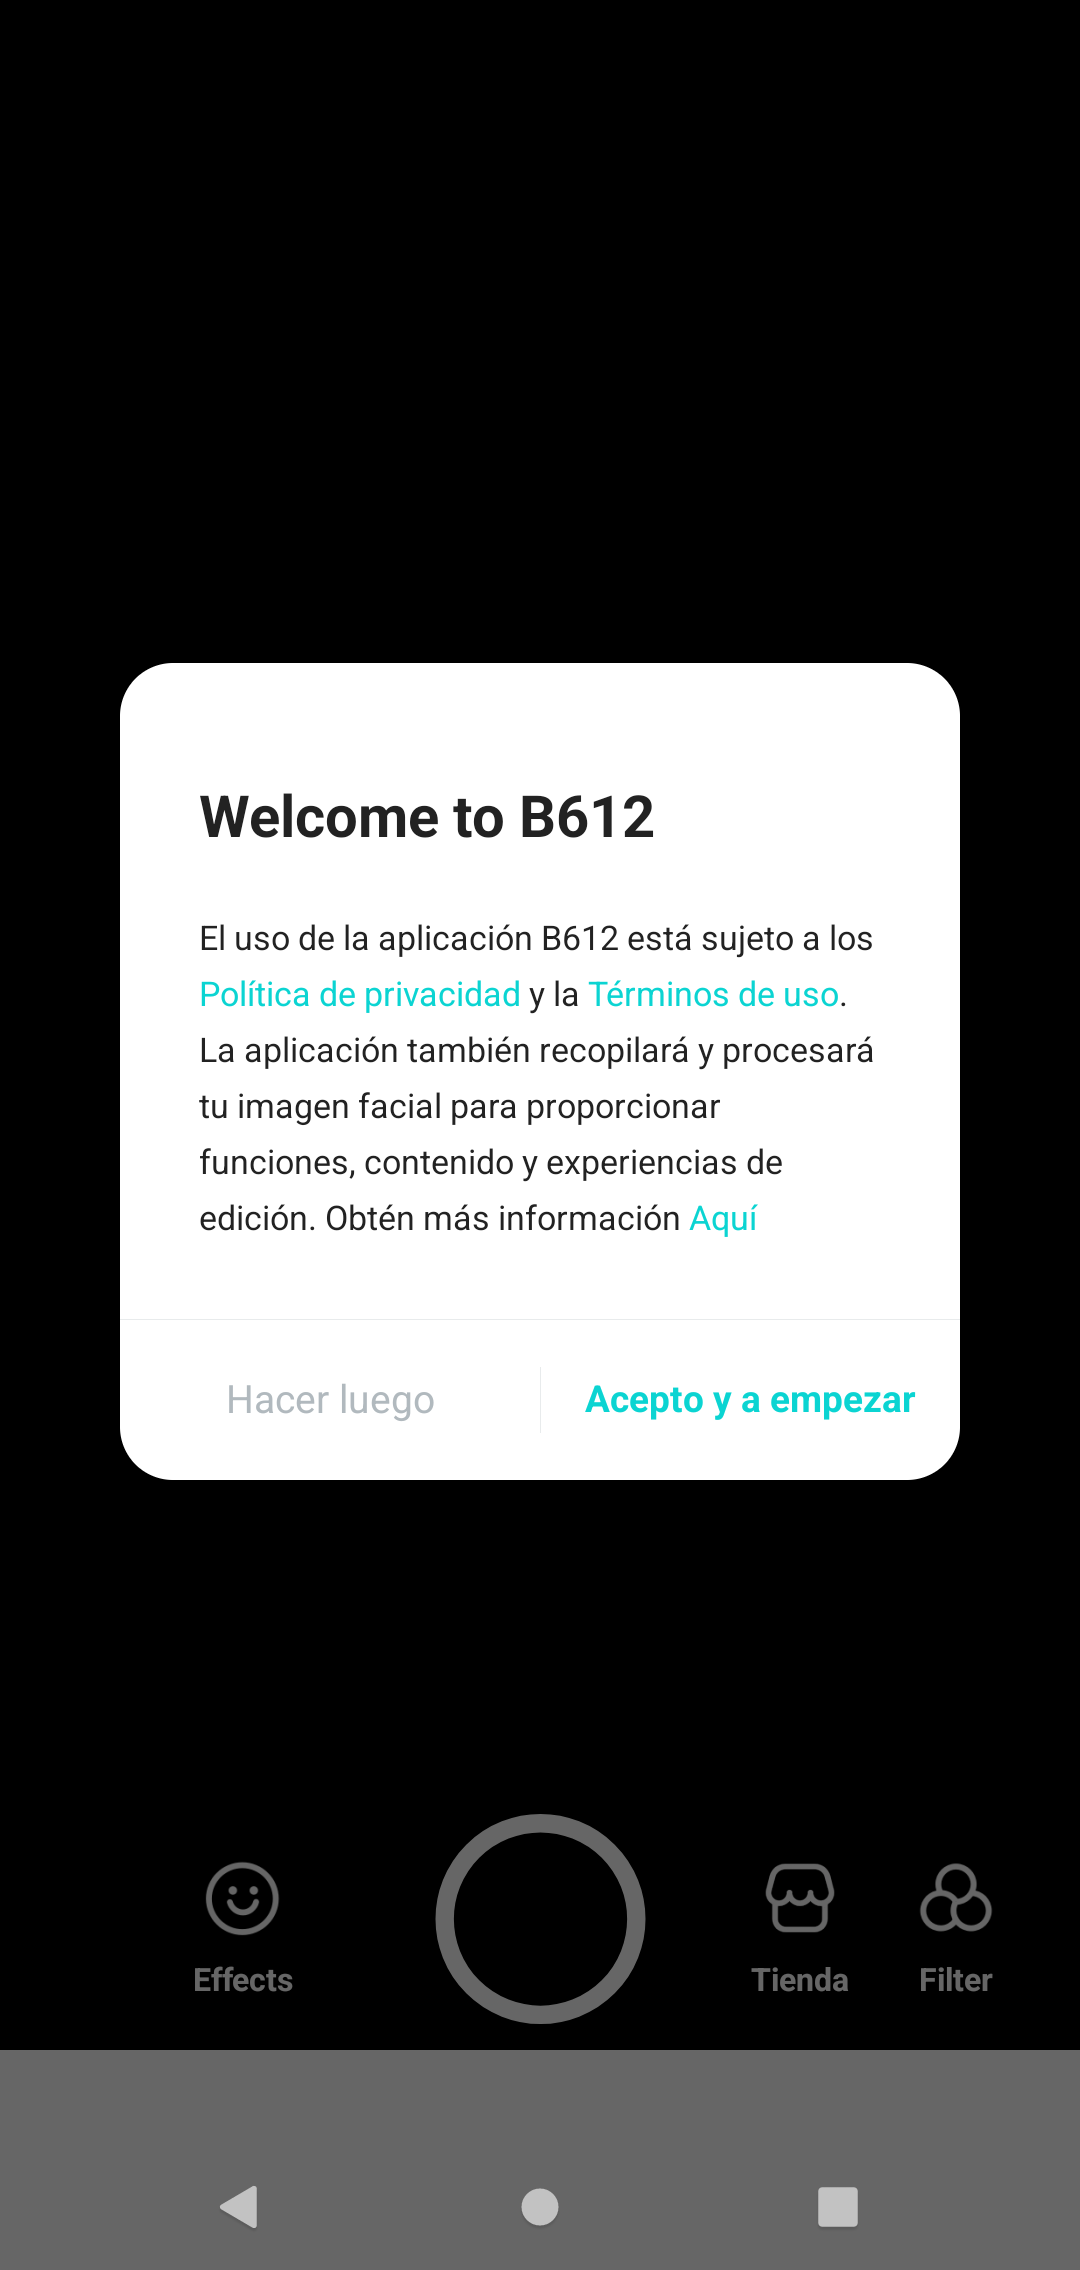 Welcome to B612
El uso de la aplicación B612 está sujeto a los
Política de privacidad y la Términos de uso.
La aplicación también recopilará y procesará
tu imagen facial para proporcionar
funciones, contenido y experiencias de
edición. Obtén más información Aquí
Hacer luego
Acepto y a empezar
Effects
Tienda
Filter